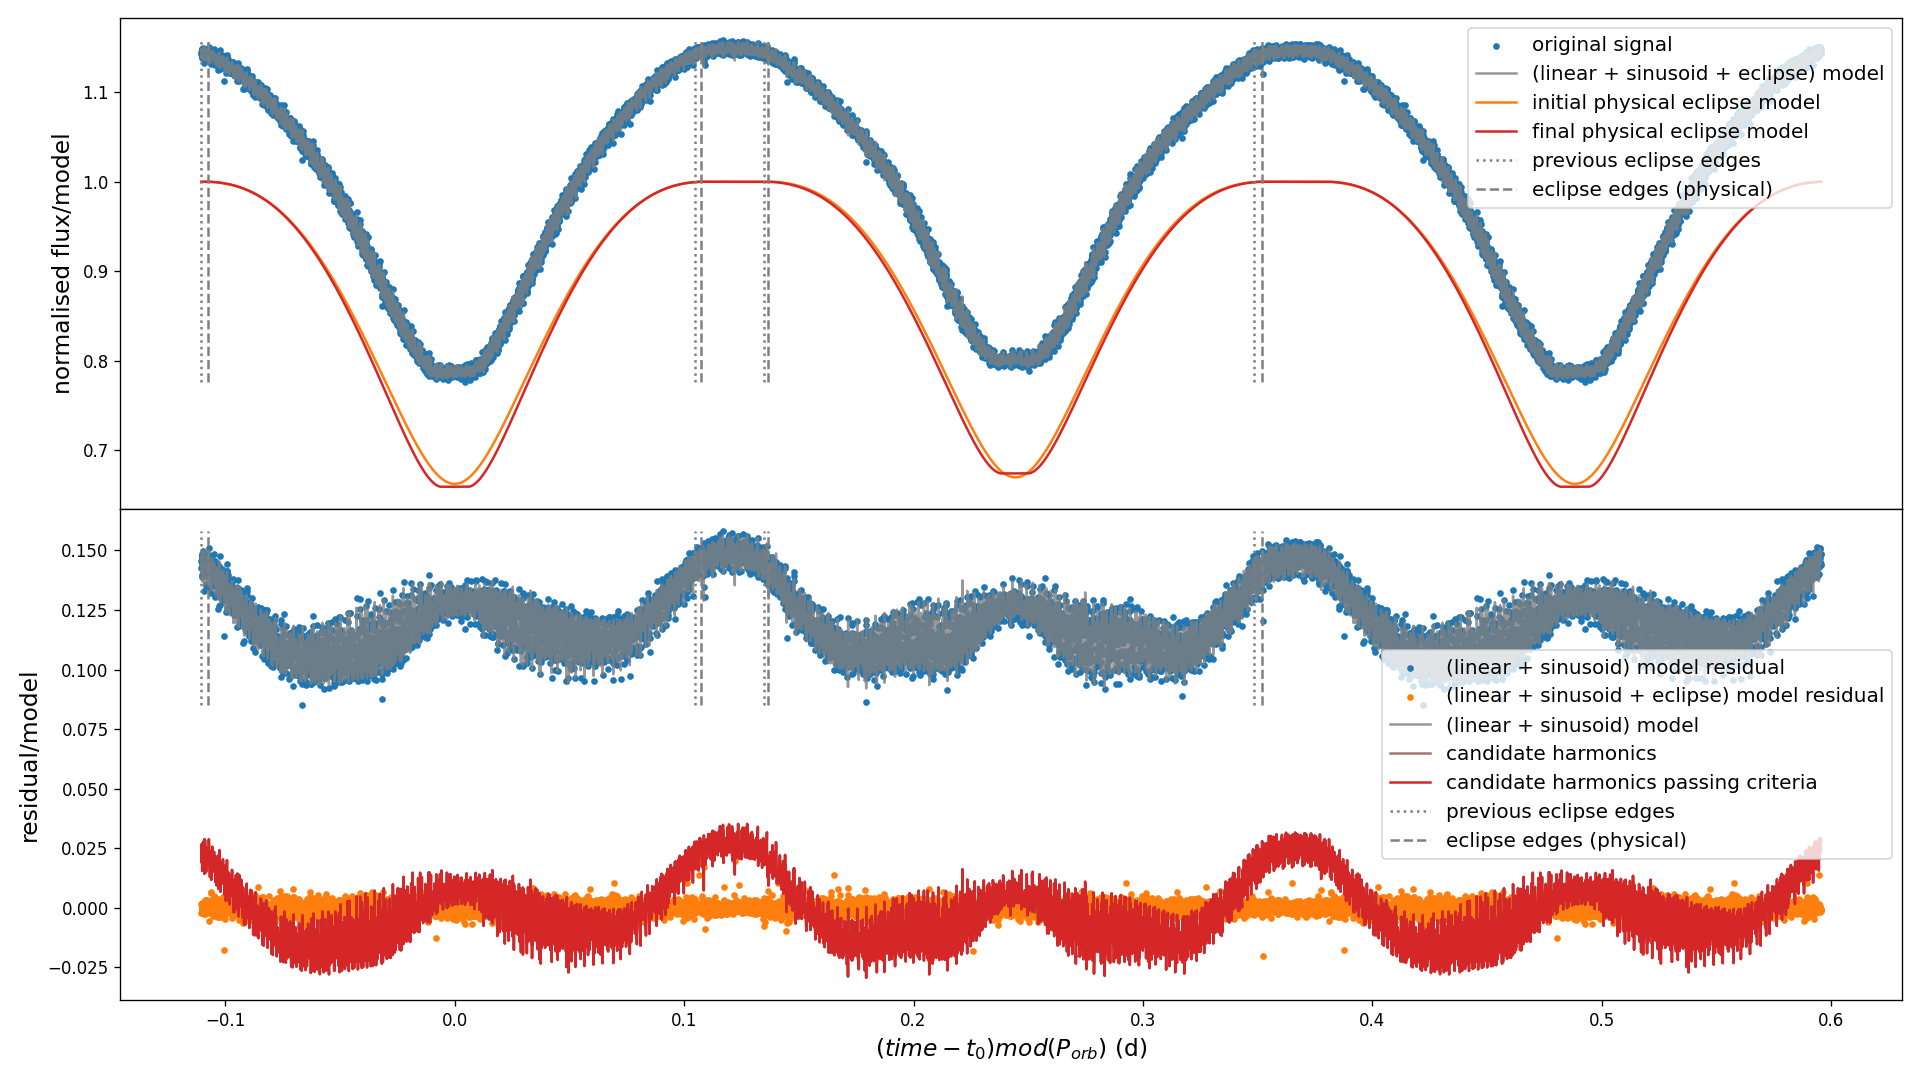 normalised flux/model
1.1
1.0
0.9
0.8
0.7
original signal
(linear + sinusoid + eclipse) model
initial physical eclipse model
final physical eclipse model
previous eclipse edges
eclipse edges (physical)
residual/model
0.150
0.125
0.100
0.075
0.050
0.025
0.000
−0.025
(linear + sinusoid) model residual
(linear + sinusoid + eclipse) model residual
(linear + sinusoid) model
candidate harmonics
candidate harmonics passing criteria
previous eclipse edges
eclipse edges (physical)
−0.1 0.0 0.1 0.2 0.3 0.4 0.5 0.6
(time − t₀)mod(Pₒᵣb) (d)